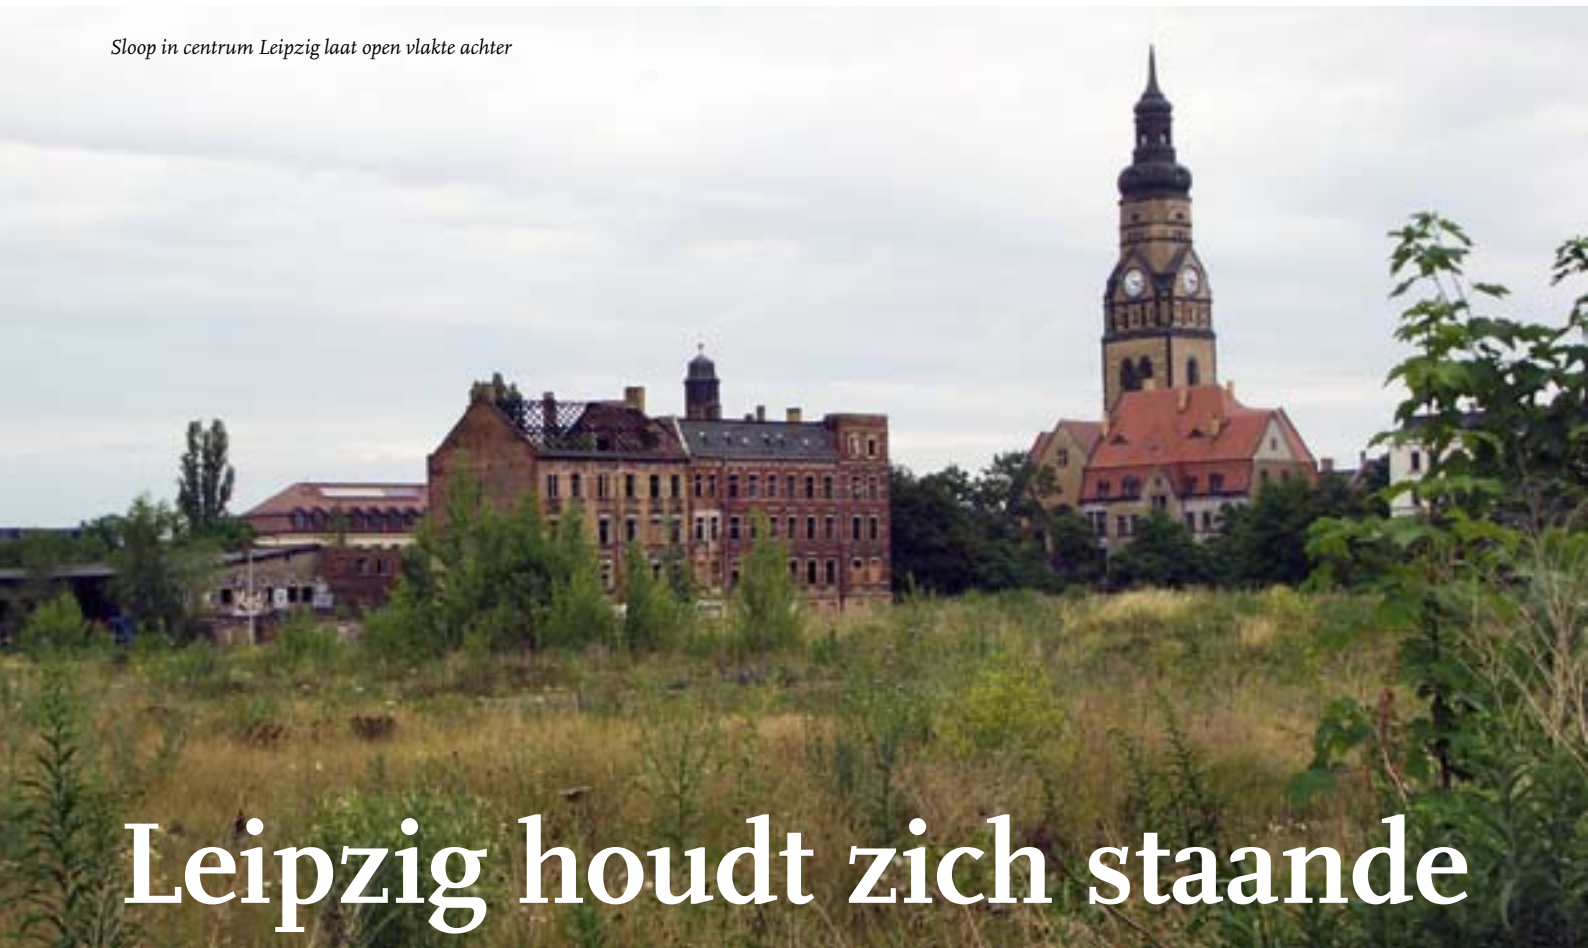 Sloop in centrum Leipzig laat open vlakte achter
Leipzig houdt zich staande